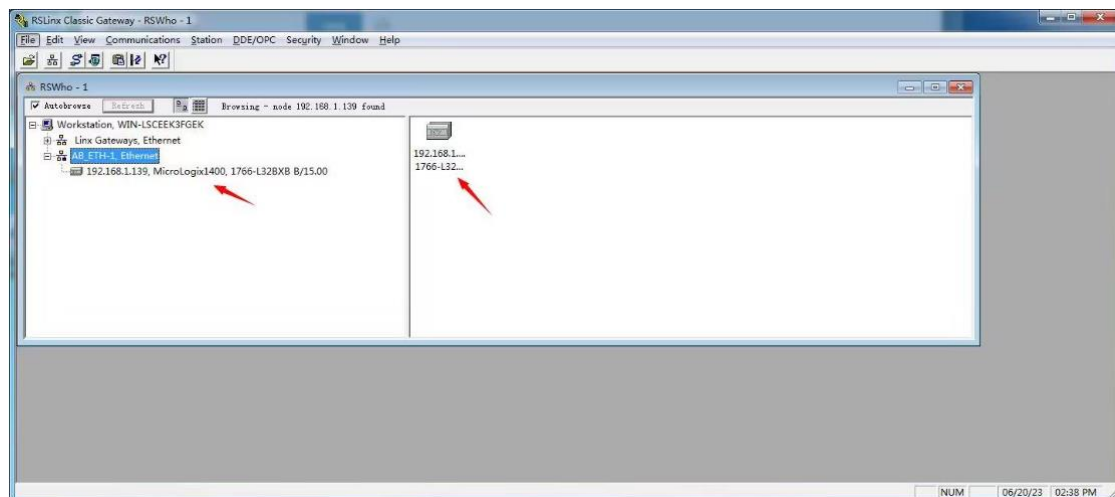 RSLinx Classic Gateway - RSWho - 1
File Edit View Communications Station DDE/OPC Security Window Help
RSWho - 1
Autobrowse Refresh Browsing - node 192.168.1.139 found
Workstation, WIN-LSCEEK3FGEK
Linx Gateways, Ethernet
AB_ETH-1, Ethernet
192.168.1.139, MicroLogix1400, 1766-L32BXB B/15.00
192.168.1....
1766-L32...
NUM 06/20/23 02:38 PM